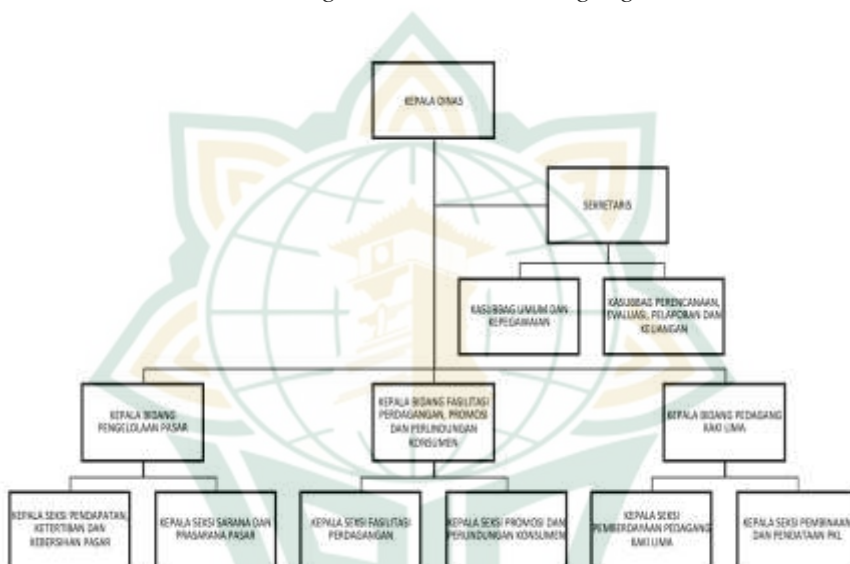 KEPALA DINAS
SEKRETARIS
KASUBBAG UMUM DAN
KEPEGAWAIAN
KASUBBAG PERENCANAAN,
EVALUASI, PELAPORAN DAN
KEUANGAN
KEPALA BIDANG
PENGELOLAAN PASAR
KEPALA BIDANG FASILITASI
PERDAGANGAN, PROMOSI
DAN PERLINDUNGAN
KONSUMEN
KEPALA BIDANG PEDAGANG
KAKI LIMA
KEPALA SEKSI PENDAPATAN,
KETERTIBAN DAN
KEBERSIHAN PASAR
KEPALA SEKSI SARANA DAN
PRASARANA PASAR
KEPALA SEKSI FASILITASI
PERDAGANGAN
KEPALA SEKSI PROMOSI DAN
PERLINDUNGAN KONSUMEN
KEPALA SEKSI
PEMBERDAYAAN PEDAGANG
KAKI LIMA
KEPALA SEKSI PEMBINAAN
DAN PENDATAAN PKL